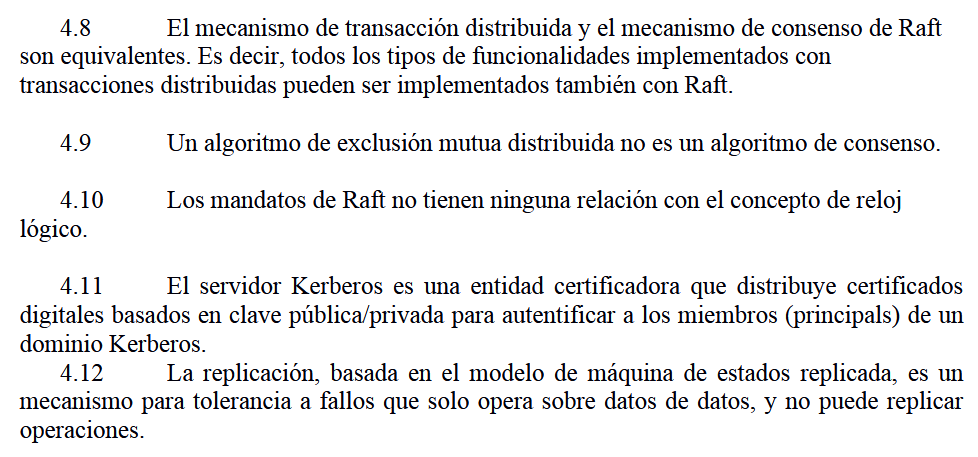 4.8 El mecanismo de transacción distribuida y el mecanismo de consenso de Raft
son equivalentes. Es decir, todos los tipos de funcionalidades implementados con
transacciones distribuidas pueden ser implementados también con Raft.
4.9 Un algoritmo de exclusión mutua distribuida no es un algoritmo de consenso.
4.10 Los mandatos de Raft no tienen ninguna relación con el concepto de reloj
lógico.
4.11 El servidor Kerberos es una entidad certificadora que distribuye certificados
digitales basados en clave pública/privada para autentificar a los miembros (principals) de un
dominio Kerberos.
4.12 La replicación, basada en el modelo de máquina de estados replicada, es un
mecanismo para tolerancia a fallos que solo opera sobre datos de datos, y no puede replicar
operaciones.